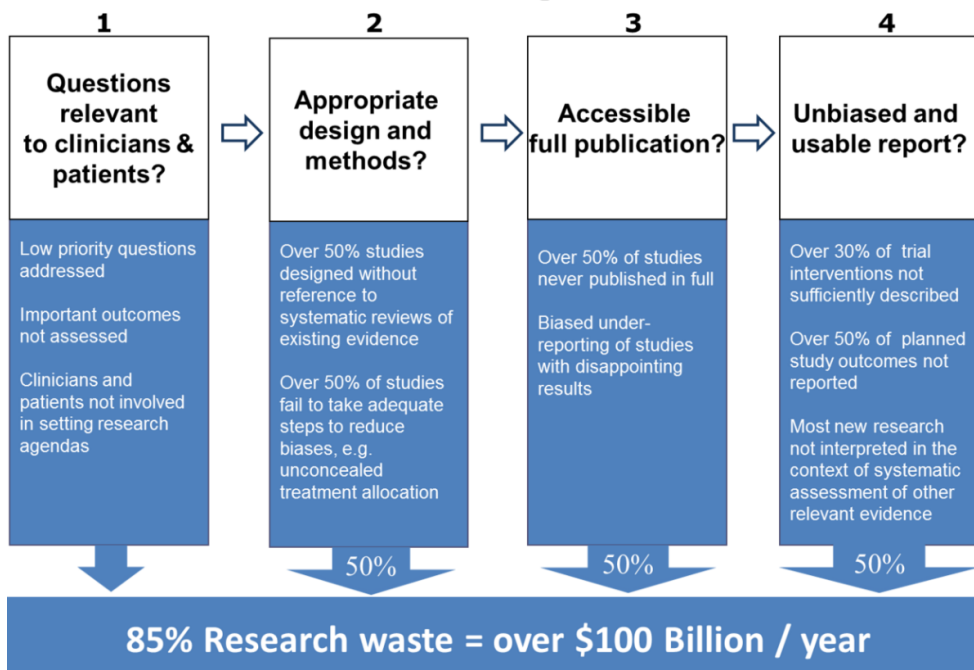 1
Questions
relevant
to clinicians &
patients?
Low priority questions
addressed
Important outcomes
not assessed
Clinicians and
patients not involved
in setting research
agendas
2
Appropriate
design and
methods?
Over 50% studies
designed without
reference to
systematic reviews of
existing evidence
Over 50% of studies
fail to take adequate
steps to reduce
biases, e.g.
unconcealed
treatment allocation
50%
3
Accessible
full publication?
Over 50% of studies
never published in full
Biased under-
reporting of studies
with disappointing
results
50%
4
Unbiased and
usable report?
Over 30% of trial
interventions not
sufficiently described
Over 50% of planned
study outcomes not
reported
Most new research
not interpreted in the
context of systematic
assessment of other
relevant evidence
50%
85% Research waste = over $100 Billion / year